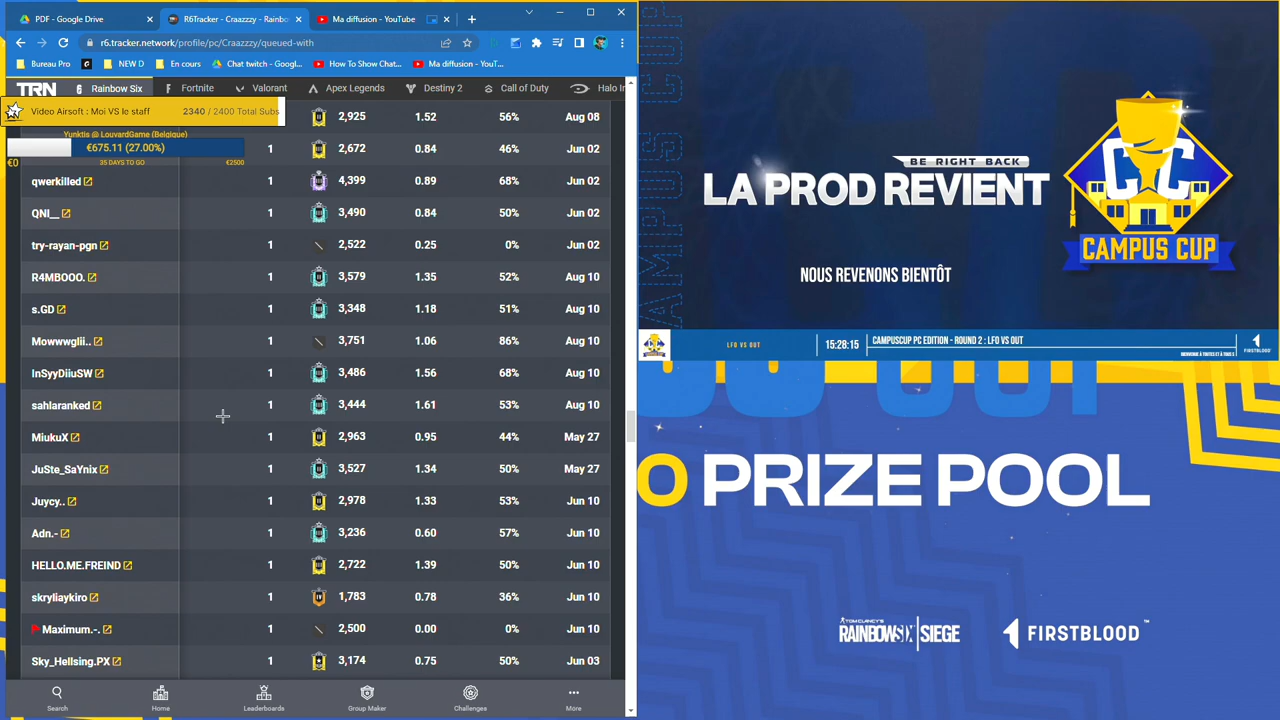 PDF - Google Drive
R6Tracker - Craazzzy - Rainbo
Ma diffusion - YouTube
r6.tracker.network/profile/pc/Craazzzy/queued-with
Bureau Pro
NEW D
En cours
Chat twitch - Googl...
How To Show Chat...
Ma diffusion - YouT...
TRN
Rainbow Six
Fortnite
Valorant
Apex Legends
Destiny 2
Call of Duty
Halo In
Video Airsoft : Moi VS le staff 2340 / 2400 Total Subs
2,925 1.52 56% Aug 08
Yunktis @ LouvardGame (Belgique)
€675.11 (27.00%)
€0 35 DAYS TO GO €2500
1 2,672 0.84 46% Jun 02
qwerkilled 1 4,399 0.89 68% Jun 02
QNI__ 1 3,490 0.84 50% Jun 02
try-rayan-pgn 1 2,522 0.25 0% Jun 02
R4MBOOO. 1 3,579 1.35 52% Aug 10
s.GD 1 3,348 1.18 51% Aug 10
Mowwwglii.. 1 3,751 1.06 86% Aug 10
InSyyDiiuSW 1 3,486 1.56 68% Aug 10
sahlaranked 1 3,444 1.61 53% Aug 10
MiukuX 1 2,963 0.95 44% May 27
JuSte_SaYnix 1 3,527 1.34 50% May 27
Juycy.. 1 2,978 1.33 53% Jun 10
Adn.- 1 3,236 0.60 57% Jun 10
HELLO.ME.FREIND 1 2,722 1.39 50% Jun 10
skryliaykiro 1 1,783 0.78 36% Jun 10
Maximum.-. 1 2,500 0.00 0% Jun 10
Sky_Hellsing.PX 1 3,174 0.75 50% Jun 03
Search
Home
Leaderboards
Group Maker
Challenges
More
BE RIGHT BACK
LA PROD REVIENT
NOUS REVENONS BIENTÔT
CC
CAMPUS CUP
LFO VS OUT
15:28:15
CAMPUSCUP PC EDITION - ROUND 2 : LFO VS OUT
BIENVENUE À TOUTES ET À TOUS !
FIRSTBLOOD
0 PRIZE POOL
TOM CLANCY'S
RAINBOWSIX|SIEGE
FIRSTBLOOD™